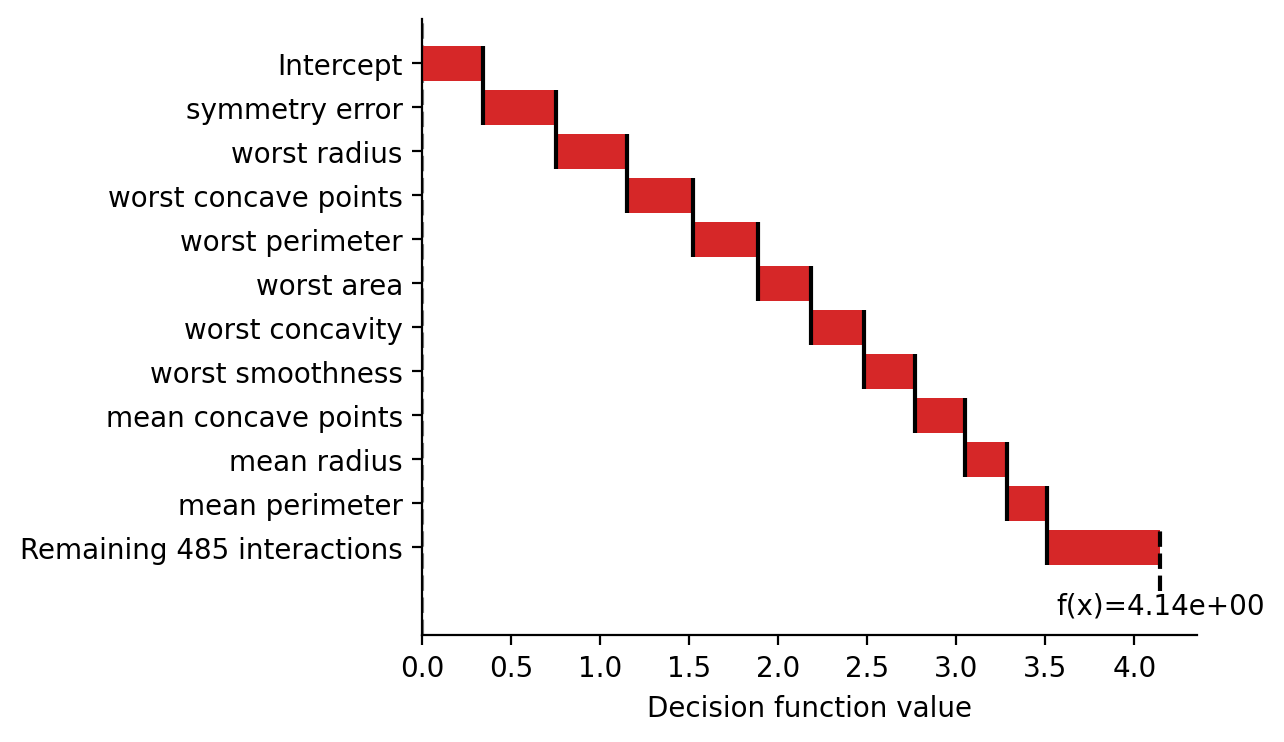 Intercept
symmetry error
worst radius
worst concave points
worst perimeter
worst area
worst concavity
worst smoothness
mean concave points
mean radius
mean perimeter
Remaining 485 interactions
f(x)=4.14e+00
0.0 0.5 1.0 1.5 2.0 2.5 3.0 3.5 4.0
Decision function value